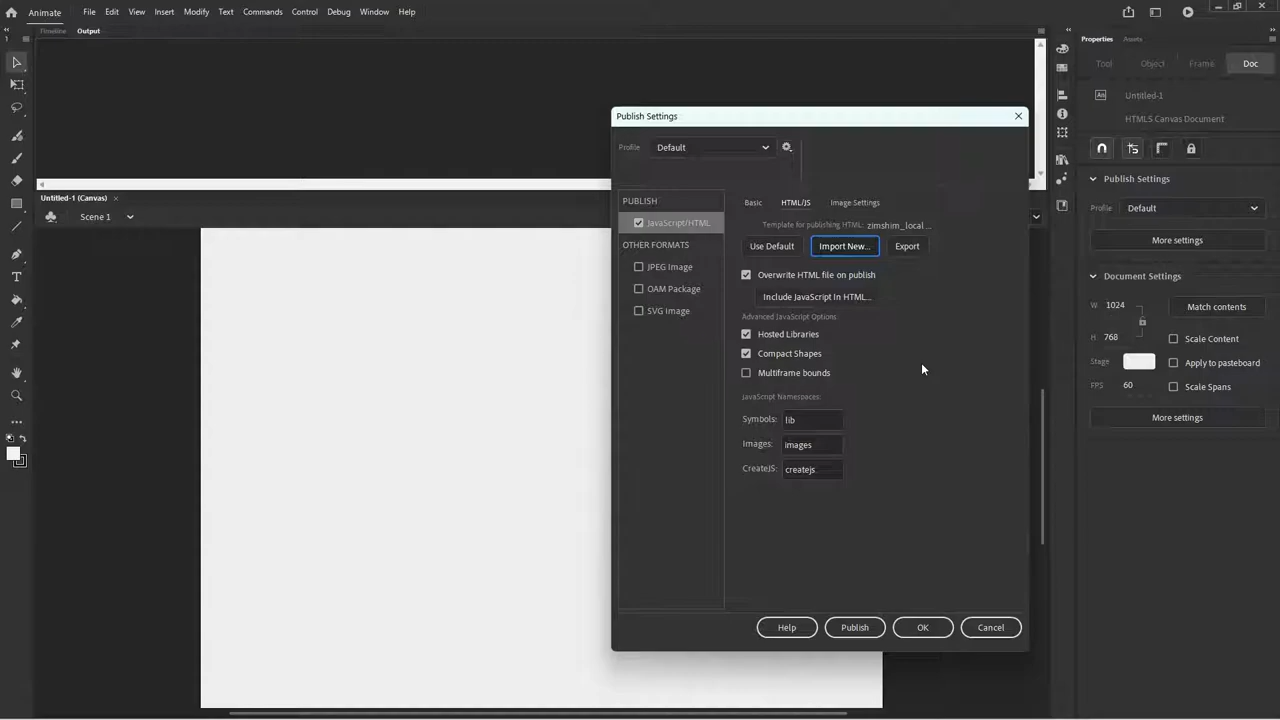 Animate File Edit View Insert Modify Text Commands Control Debug Window Help
Timeline Output
1
Untitled-1 (Canvas) ×
Scene 1
Publish Settings
Profile Default
PUBLISH
JavaScript/HTML
OTHER FORMATS
JPEG Image
OAM Package
SVG Image
Basic HTML/JS Image Settings
Template for publishing HTML: zimshim_local ...
Use Default Import New... Export
Overwrite HTML file on publish
Include JavaScript In HTML...
Advanced JavaScript Options:
Hosted Libraries
Compact Shapes
Multiframe bounds
JavaScript Namespaces:
Symbols: lib
Images: images
CreateJS: createjs
Help Publish OK Cancel
Properties Assets
Tool Object Frame Doc
An Untitled-1
HTML5 Canvas Document
Publish Settings
Profile Default
More settings
Document Settings
W 1024 Match contents
H 768 Scale Content
Stage Apply to pasteboard
FPS 60 Scale Spans
More settings